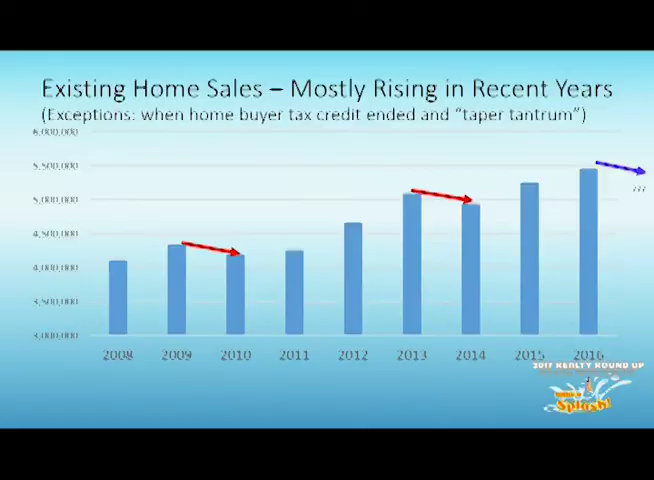 Existing Home Sales – Mostly Rising in Recent Years
(Exceptions: when home buyer tax credit ended and “taper tantrum”)
6,000,000
5,500,000
5,000,000
4,500,000
4,000,000
3,500,000
3,000,000
???
2008 2009 2010 2011 2012 2013 2014 2015 2016
2017 REALTY ROUND UP
Splash!